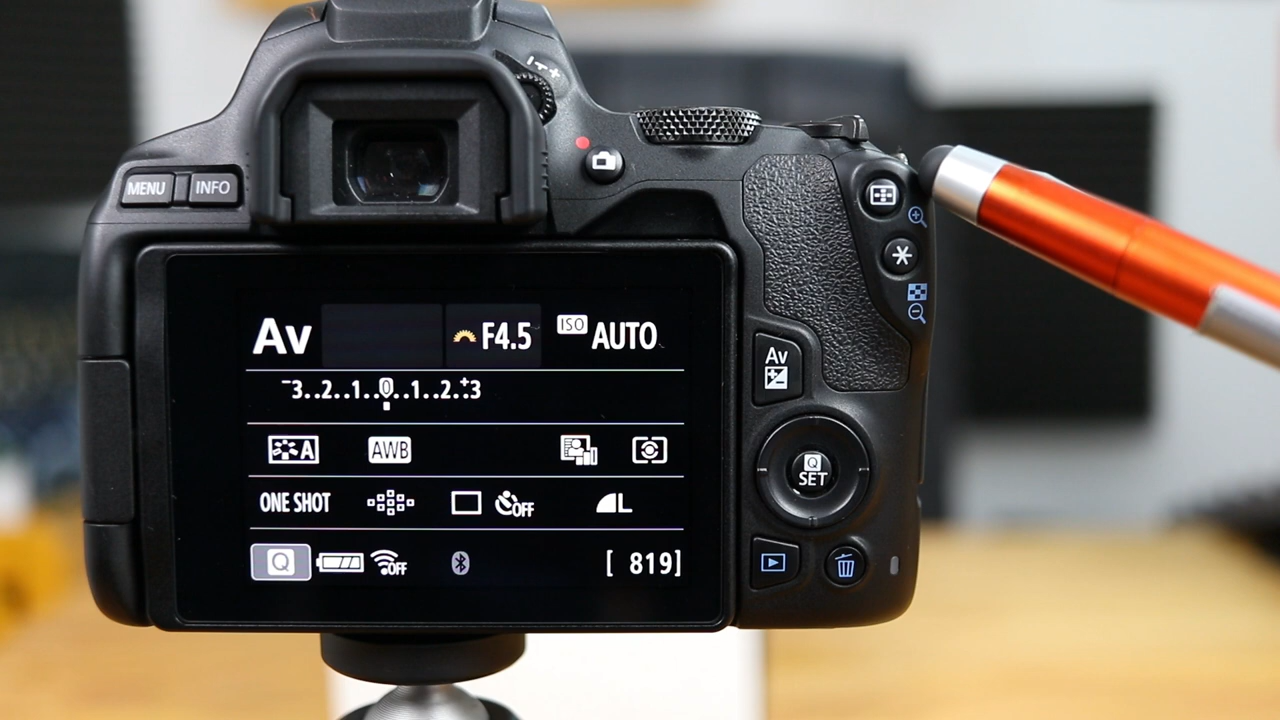 MENU INFO
Av F4.5 ISO AUTO
-3..2..1..0..1..2..+3
A AWB
ONE SHOT OFF L
Q OFF [ 819]
Av
Q
SET